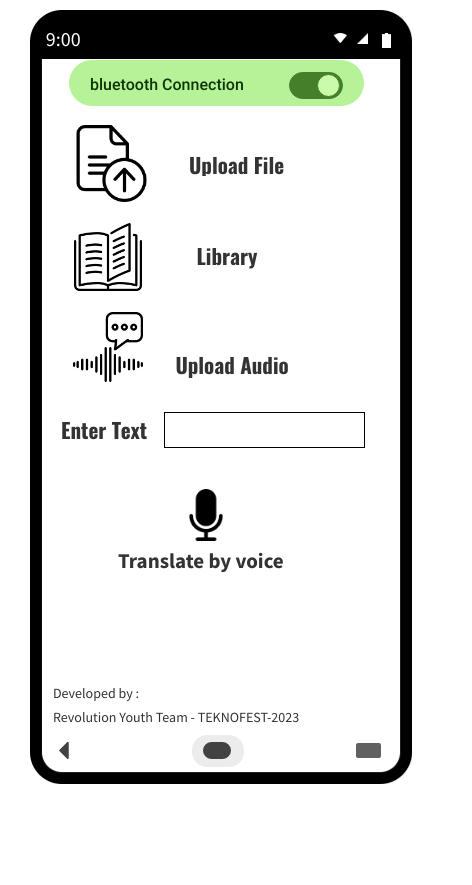 9:00
bluetooth Connection
Upload File
Library
Upload Audio
Enter Text
Translate by voice
Developed by :
Revolution Youth Team - TEKNOFEST-2023